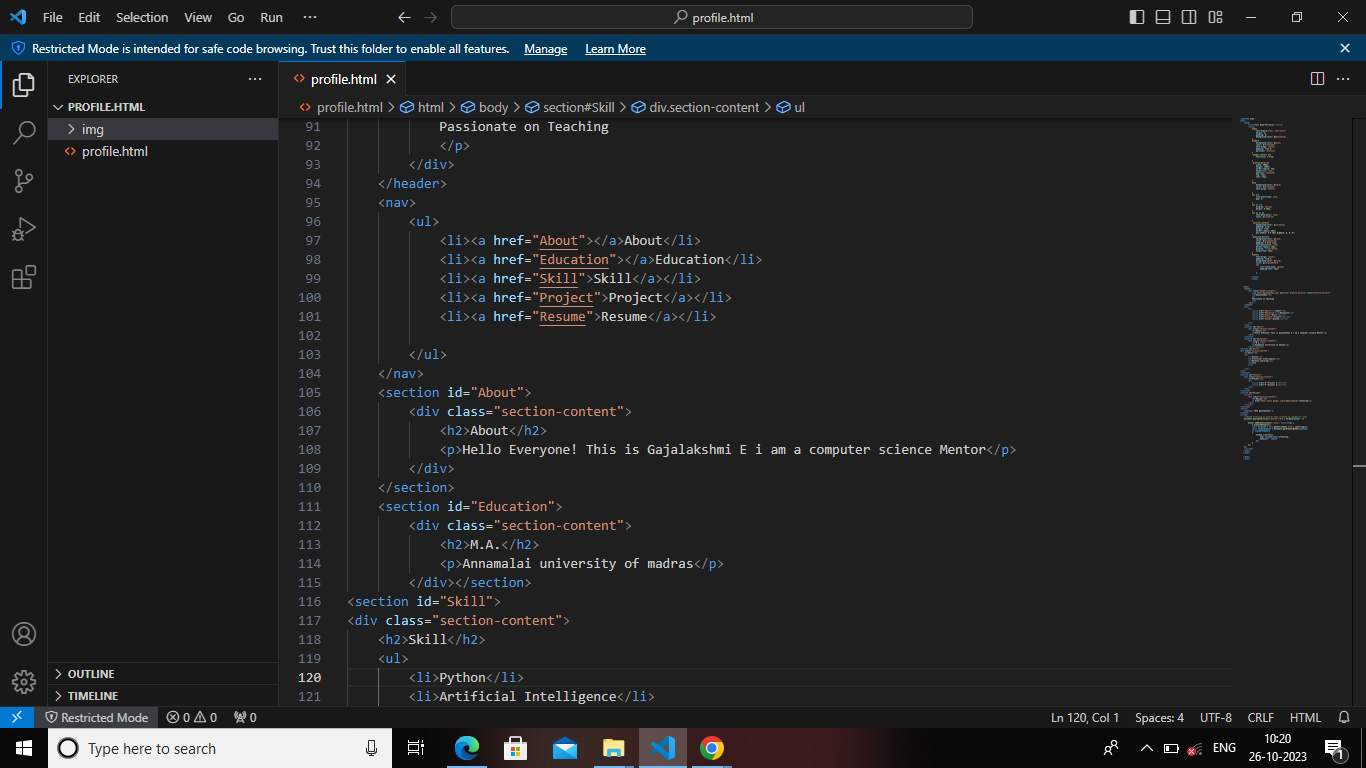 File Edit Selection View Go Run ··· profile.html
Restricted Mode is intended for safe code browsing. Trust this folder to enable all features. Manage Learn More
EXPLORER ···
PROFILE.HTML
img
profile.html
OUTLINE
TIMELINE
profile.html
profile.html > html > body > section#Skill > div.section-content > ul
91 Passionate on Teaching
92 </p>
93 </div>
94 </header>
95 <nav>
96 <ul>
97 <li><a href="About"></a>About</li>
98 <li><a href="Education"></a>Education</li>
99 <li><a href="Skill">Skill</a></li>
100 <li><a href="Project">Project</a></li>
101 <li><a href="Resume">Resume</a></li>
102
103 </ul>
104 </nav>
105 <section id="About">
106 <div class="section-content">
107 <h2>About</h2>
108 <p>Hello Everyone! This is Gajalakshmi E i am a computer science Mentor</p>
109 </div>
110 </section>
111 <section id="Education">
112 <div class="section-content">
113 <h2>M.A.</h2>
114 <p>Annamalai university of madras</p>
115 </div></section>
116 <section id="Skill">
117 <div class="section-content">
118 <h2>Skill</h2>
119 <ul>
120 <li>Python</li>
121 <li>Artificial Intelligence</li>
Restricted Mode 0 0 0 Ln 120, Col 1 Spaces: 4 UTF-8 CRLF HTML
Type here to search ENG 10:20
26-10-2023 1